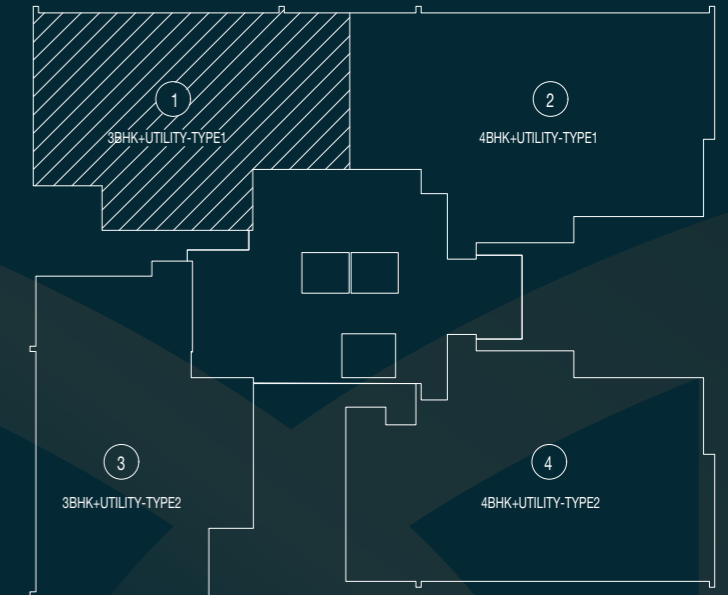 1
3BHK+UTILITY-TYPE1
2
4BHK+UTILITY-TYPE1
3
3BHK+UTILITY-TYPE2
4
4BHK+UTILITY-TYPE2